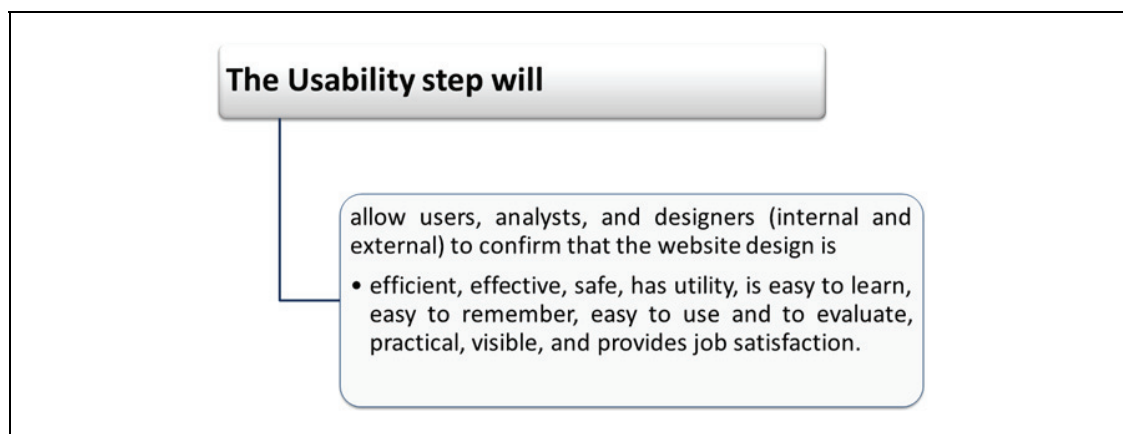 The Usability step will
allow users, analysts, and designers (internal and
external) to confirm that the website design is
• efficient, effective, safe, has utility, is easy to learn,
easy to remember, easy to use and to evaluate,
practical, visible, and provides job satisfaction.